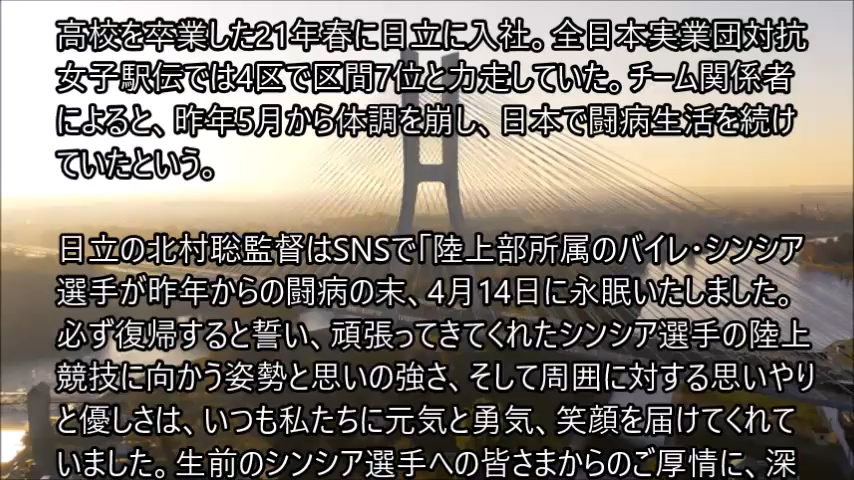 高校を卒業した21年春に日立に入社。全日本実業団対抗
女子駅伝では4区で区間7位と力走していた。チーム関係者
によると、昨年5月から体調を崩し、日本で闘病生活を続け
ていたという。
日立の北村聡監督はSNSで「陸上部所属のバイレ・シンシア
選手が昨年からの闘病の末、4月14日に永眠いたしました。
必ず復帰すると誓い、頑張ってきてくれたシンシア選手の陸上
競技に向かう姿勢と思いの強さ、そして周囲に対する思いやり
と優しさは、いつも私たちに元気と勇気、笑顔を届けてくれて
いました。生前のシンシア選手への皆さまからのご厚情に、深